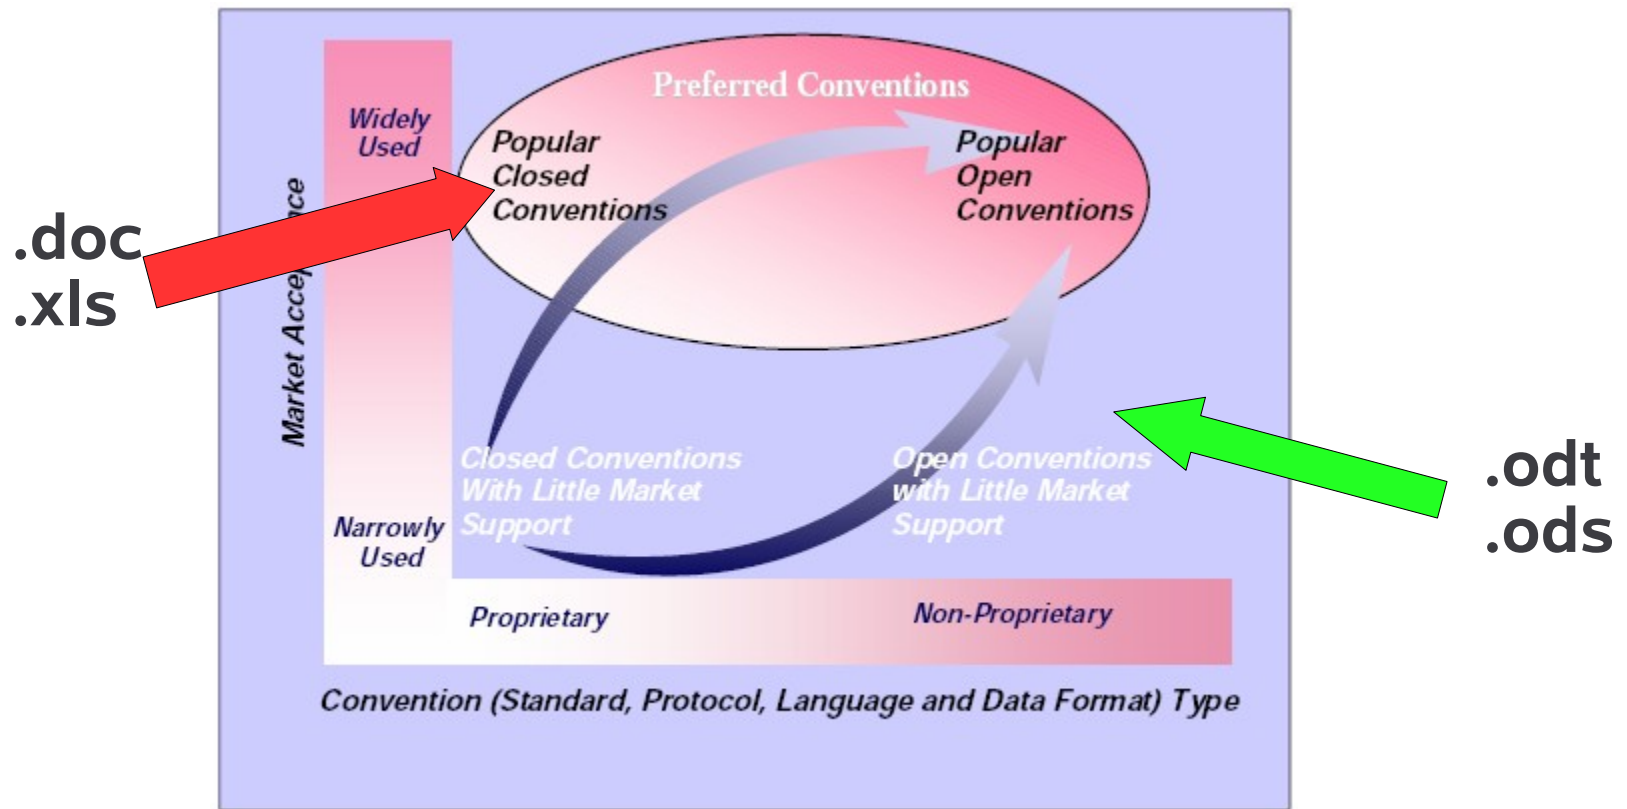 Preferred Conventions
Widely
Used
Popular
Closed
Conventions
Popular
Open
Conventions
.doc
.xls
Market Acce
nce
Closed Conventions
With Little Market
Support
Open Conventions
with Little Market
Support
.odt
.ods
Narrowly
Used
Proprietary
Non-Proprietary
Convention (Standard, Protocol, Language and Data Format) Type